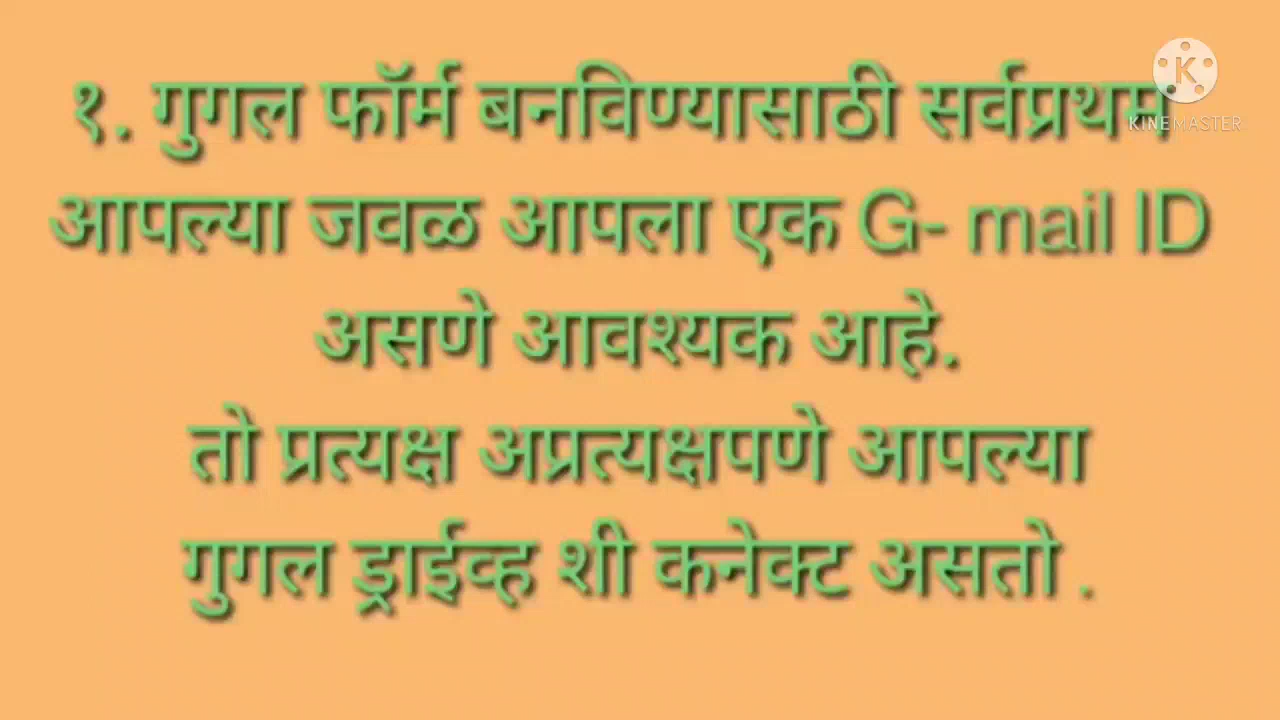 १. गुगल फॉर्म बनविण्यासाठी सर्वप्रथम
आपल्या जवळ आपला एक G- mail ID
असणे आवश्यक आहे.
तो प्रत्यक्ष अप्रत्यक्षपणे आपल्या
गुगल ड्राईव्ह शी कनेक्ट असतो .
K
KINEMASTER